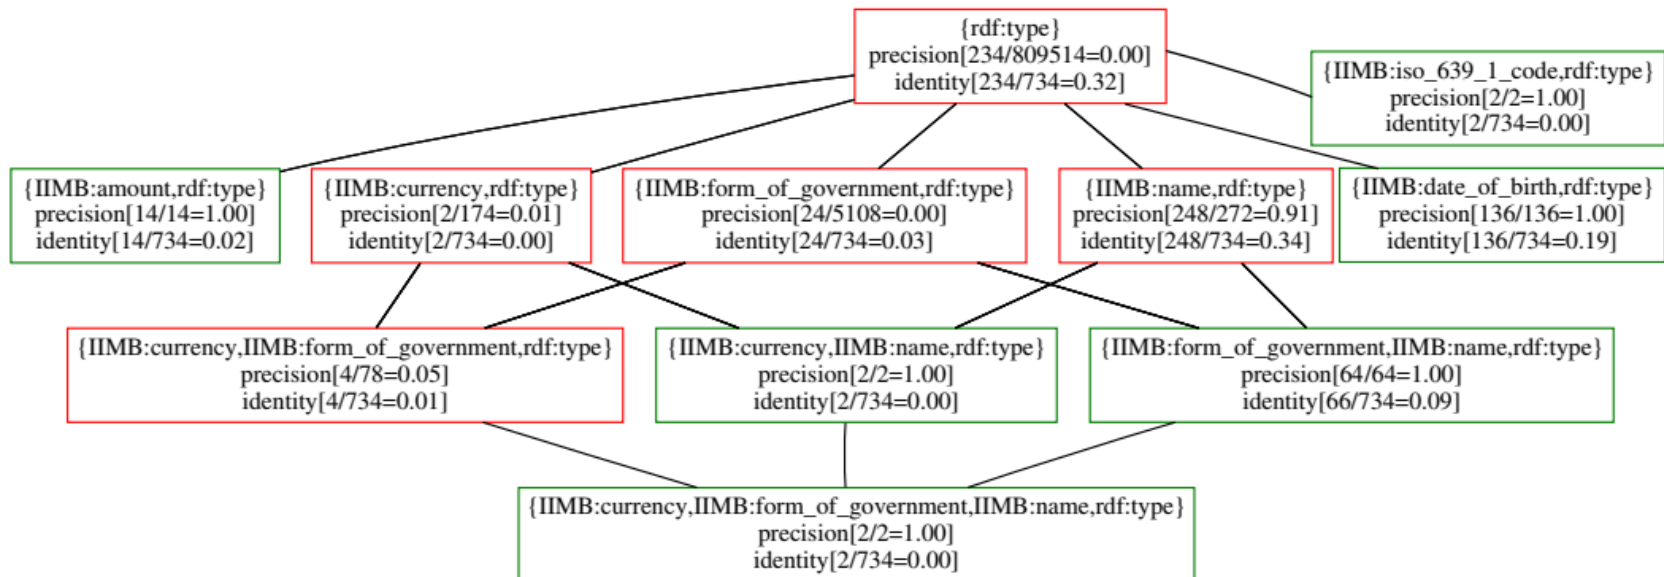 {rdf:type}
precision[234/809514=0.00]
identity[234/734=0.32]
{IIMB:iso_639_1_code,rdf:type}
precision[2/2=1.00]
identity[2/734=0.00]
{IIMB:amount,rdf:type}
precision[14/14=1.00]
identity[14/734=0.02]
{IIMB:currency,rdf:type}
precision[2/174=0.01]
identity[2/734=0.00]
{IIMB:form_of_government,rdf:type}
precision[24/5108=0.00]
identity[24/734=0.03]
{IIMB:name,rdf:type}
precision[248/272=0.91]
identity[248/734=0.34]
{IIMB:date_of_birth,rdf:type}
precision[136/136=1.00]
identity[136/734=0.19]
{IIMB:currency,IIMB:form_of_government,rdf:type}
precision[4/78=0.05]
identity[4/734=0.01]
{IIMB:currency,IIMB:name,rdf:type}
precision[2/2=1.00]
identity[2/734=0.00]
{IIMB:form_of_government,IIMB:name,rdf:type}
precision[64/64=1.00]
identity[66/734=0.09]
{IIMB:currency,IIMB:form_of_government,IIMB:name,rdf:type}
precision[2/2=1.00]
identity[2/734=0.00]